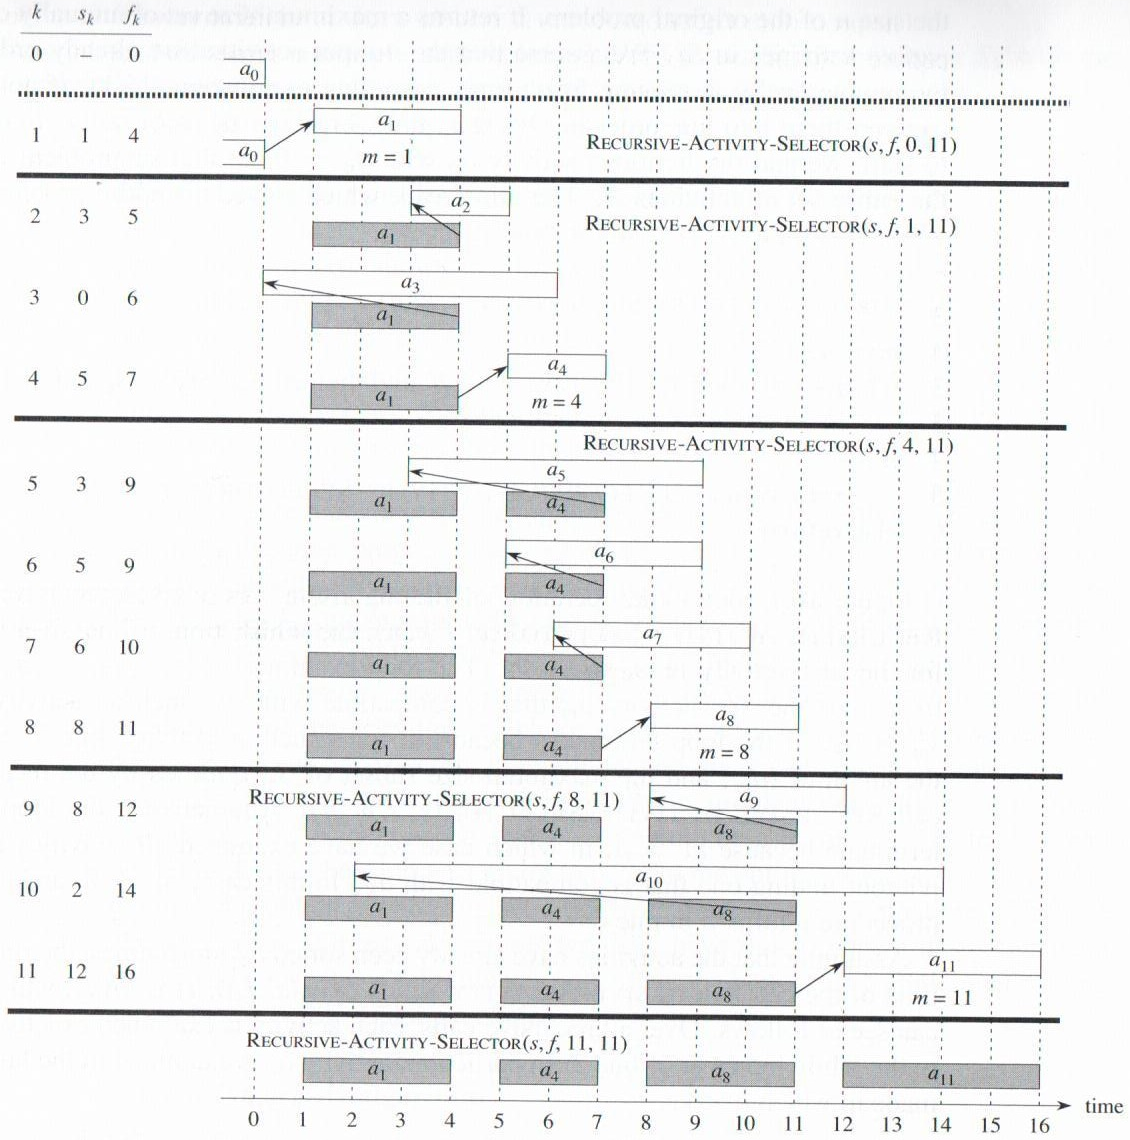 k s_k f_k
0 – 0
a_0
1 1 4 a_1
a_0 m = 1 RECURSIVE-ACTIVITY-SELECTOR(s, f, 0, 11)
2 3 5 a_2
a_1 RECURSIVE-ACTIVITY-SELECTOR(s, f, 1, 11)
3 0 6 a_3
a_1
4 5 7 a_4
a_1 m = 4
RECURSIVE-ACTIVITY-SELECTOR(s, f, 4, 11)
5 3 9 a_5
a_1 a_4
6 5 9 a_6
a_1 a_4
7 6 10 a_7
a_1 a_4
8 8 11 a_8
a_1 a_4 m = 8
9 8 12 RECURSIVE-ACTIVITY-SELECTOR(s, f, 8, 11) a_9
a_1 a_4 a_8
10 2 14 a_10
a_1 a_4 a_8
11 12 16 a_11
a_1 a_4 a_8 m = 11
RECURSIVE-ACTIVITY-SELECTOR(s, f, 11, 11)
a_1 a_4 a_8 a_11
0 1 2 3 4 5 6 7 8 9 10 11 12 13 14 15 16 time